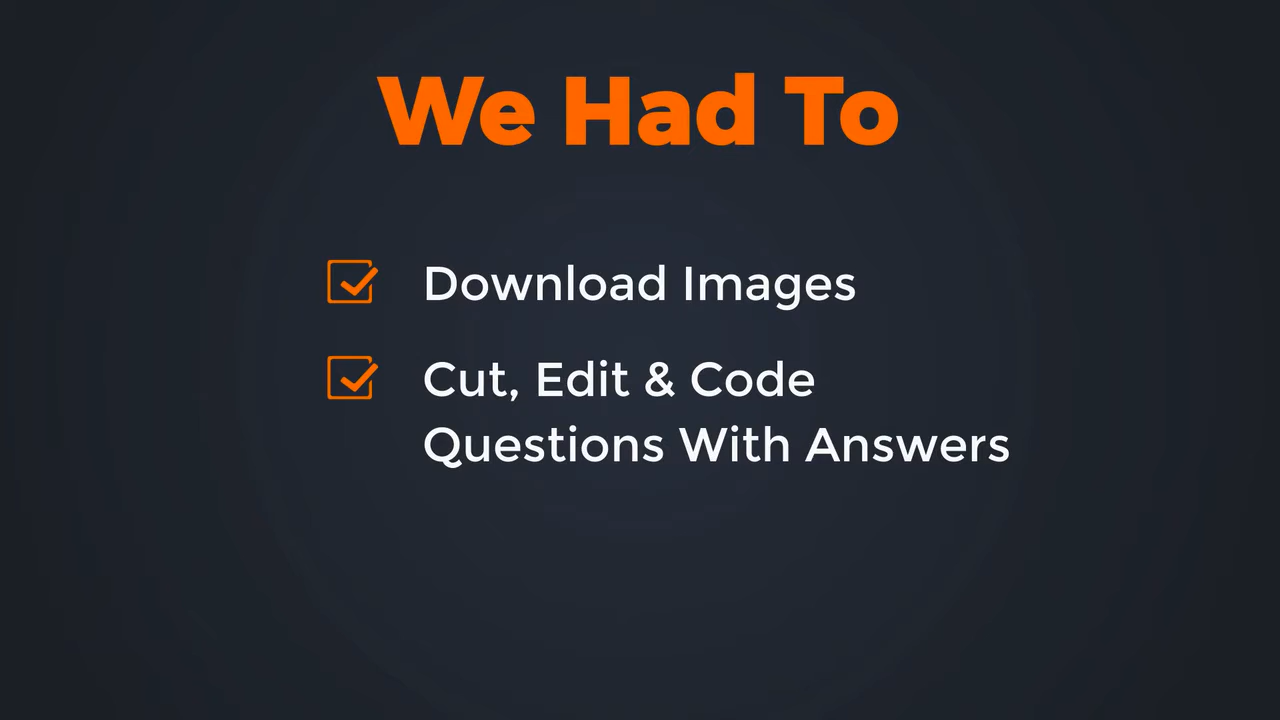 We Had To
Download Images
Cut, Edit & Code
Questions With Answers